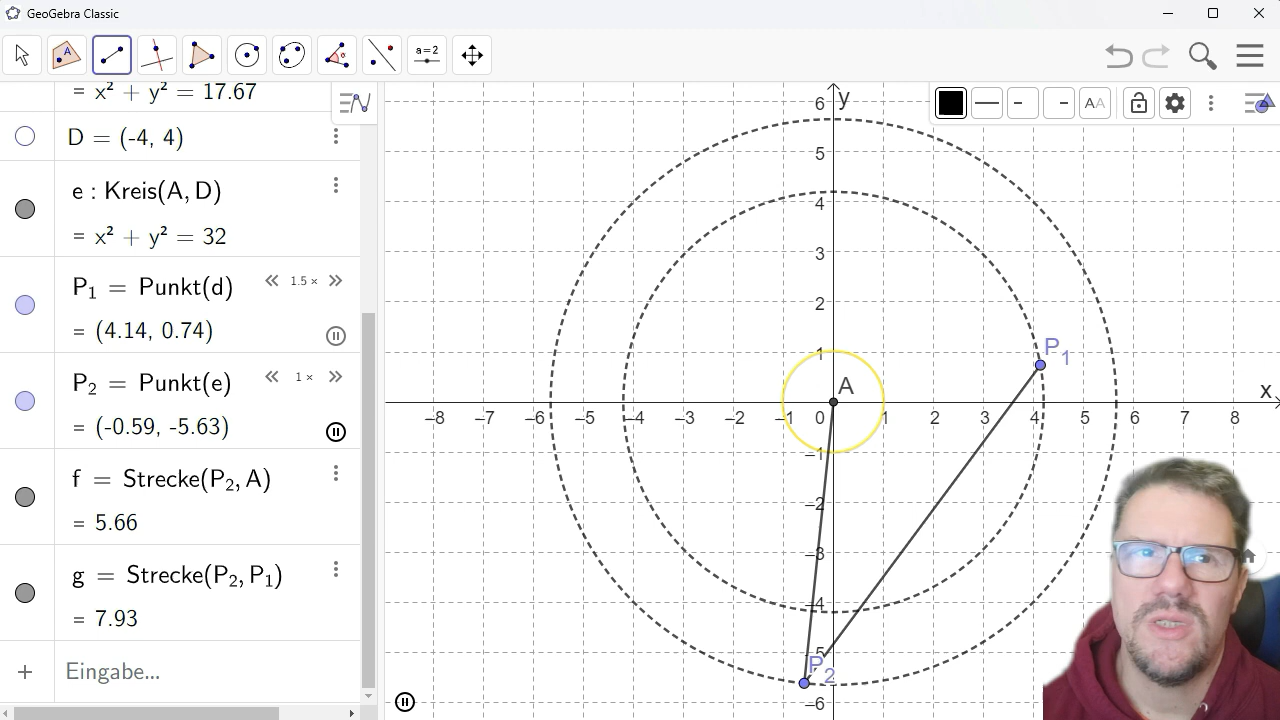 GeoGebra Classic
a=2
= x² + y² = 17.67
D = (-4, 4)
e : Kreis(A, D)
= x² + y² = 32
P₁ = Punkt(d)
1.5 ×
= (4.14, 0.74)
P₂ = Punkt(e)
1 ×
= (-0.59, -5.63)
f = Strecke(P₂, A)
= 5.66
g = Strecke(P₂, P₁)
= 7.93
+ Eingabe...
AA
y
6
5
4
3
2
1
P₁
A
x
−8 −7 −6 −5 −4 −3 −2 −1 0 1 2 3 4 5 6 7 8
−1
−2
−3
−4
−5
P₂
−6